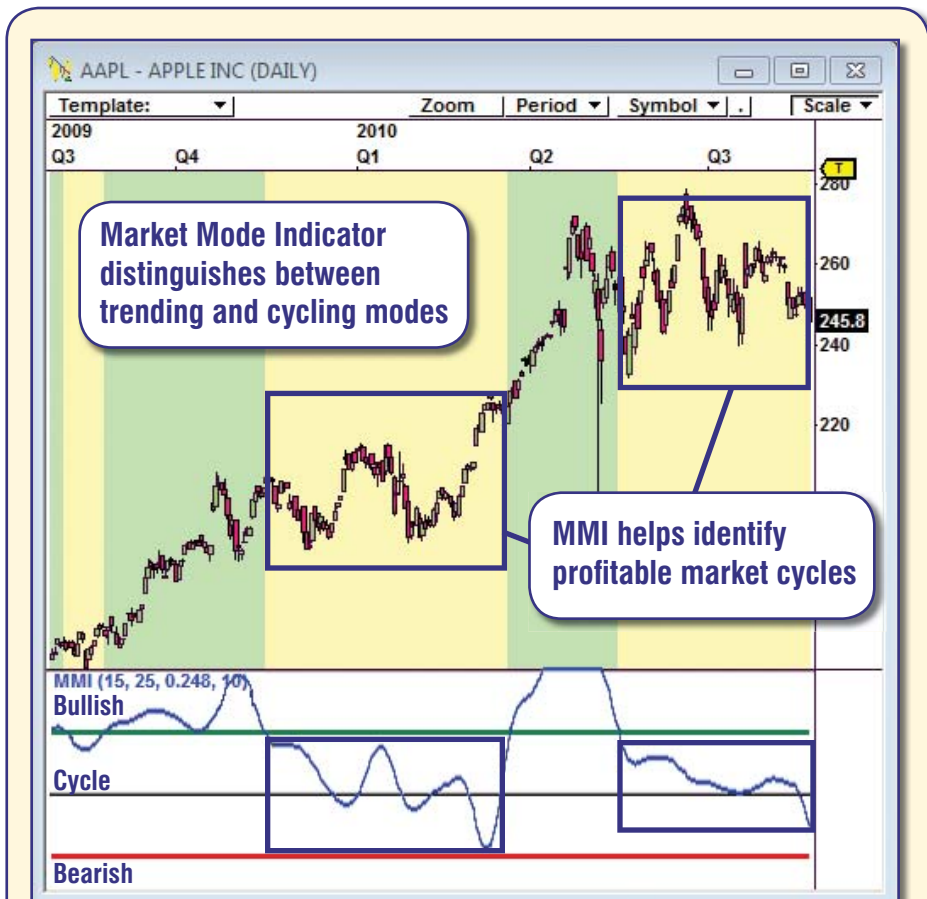 AAPL - APPLE INC (DAILY)
Template: Zoom Period Symbol . Scale
2009 2010
Q3 Q4 Q1 Q2 Q3
T
280
Market Mode Indicator
distinguishes between
trending and cycling modes
260
245.8
240
220
MMI helps identify
profitable market cycles
MMI (15, 25, 0.248, 10)
Bullish
Cycle
Bearish